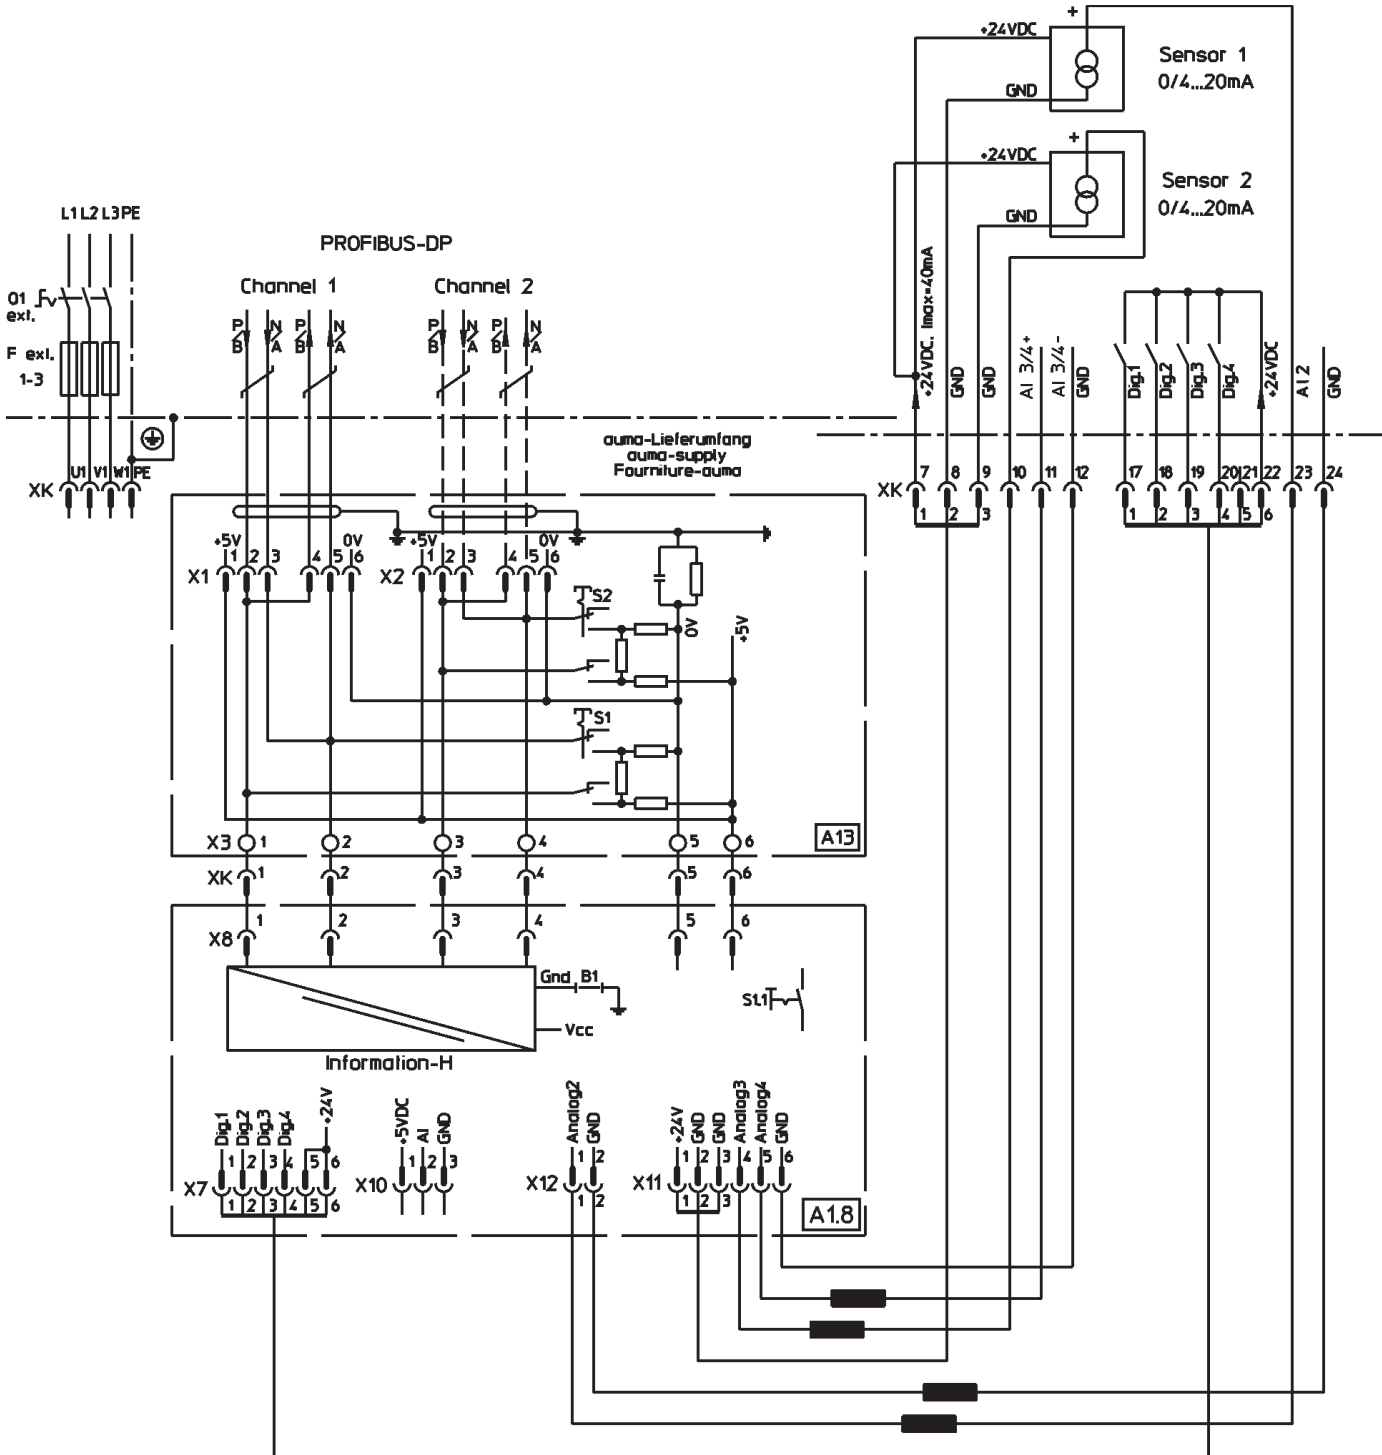 +
+24VDC
Sensor 1
0/4...20mA
GND
+
+24VDC
Sensor 2
0/4...20mA
GND
L1 L2 L3 PE
PROFIBUS-DP
Channel 1
Channel 2
Q1
ext.
F ext.
1-3
P B N A P B N A
P B N A P B N A
+24VDC, Imax=40mA
GND
GND
AI 3/4+
AI 3/4-
GND
Dig.1
Dig.2
Dig.3
Dig.4
+24VDC
AI 2
GND
auma-Lieferumfang
auma-supply
Fourniture-auma
U1 V1 W1 PE
XK
XK 7 8 9 10 11 12 17 18 19 20 21 22 23 24
1 2 3 1 2 3 4 5 6
+5V 0V +5V 0V
X1 1 2 3 4 5 6
X2 1 2 3 4 5 6
S2
0V
+5V
S1
A13
X3 1 2 3 4 5 6
XK 1 2 3 4 5 6
X8 1 2 3 4 5 6
Gnd B1
Vcc
S1.1
Information-H
Dig.1
Dig.2
Dig.3
Dig.4
+24V
+5VDC
AI
GND
Analog2
GND
+24V
GND
GND
Analog3
Analog4
GND
X7 1 2 3 4 5 6
1 2 3 4 5 6
X10 1 2 3
X12 1 2
1 2
X11 1 2 3 4 5 6
1 2 3 4 5 6
A1.8